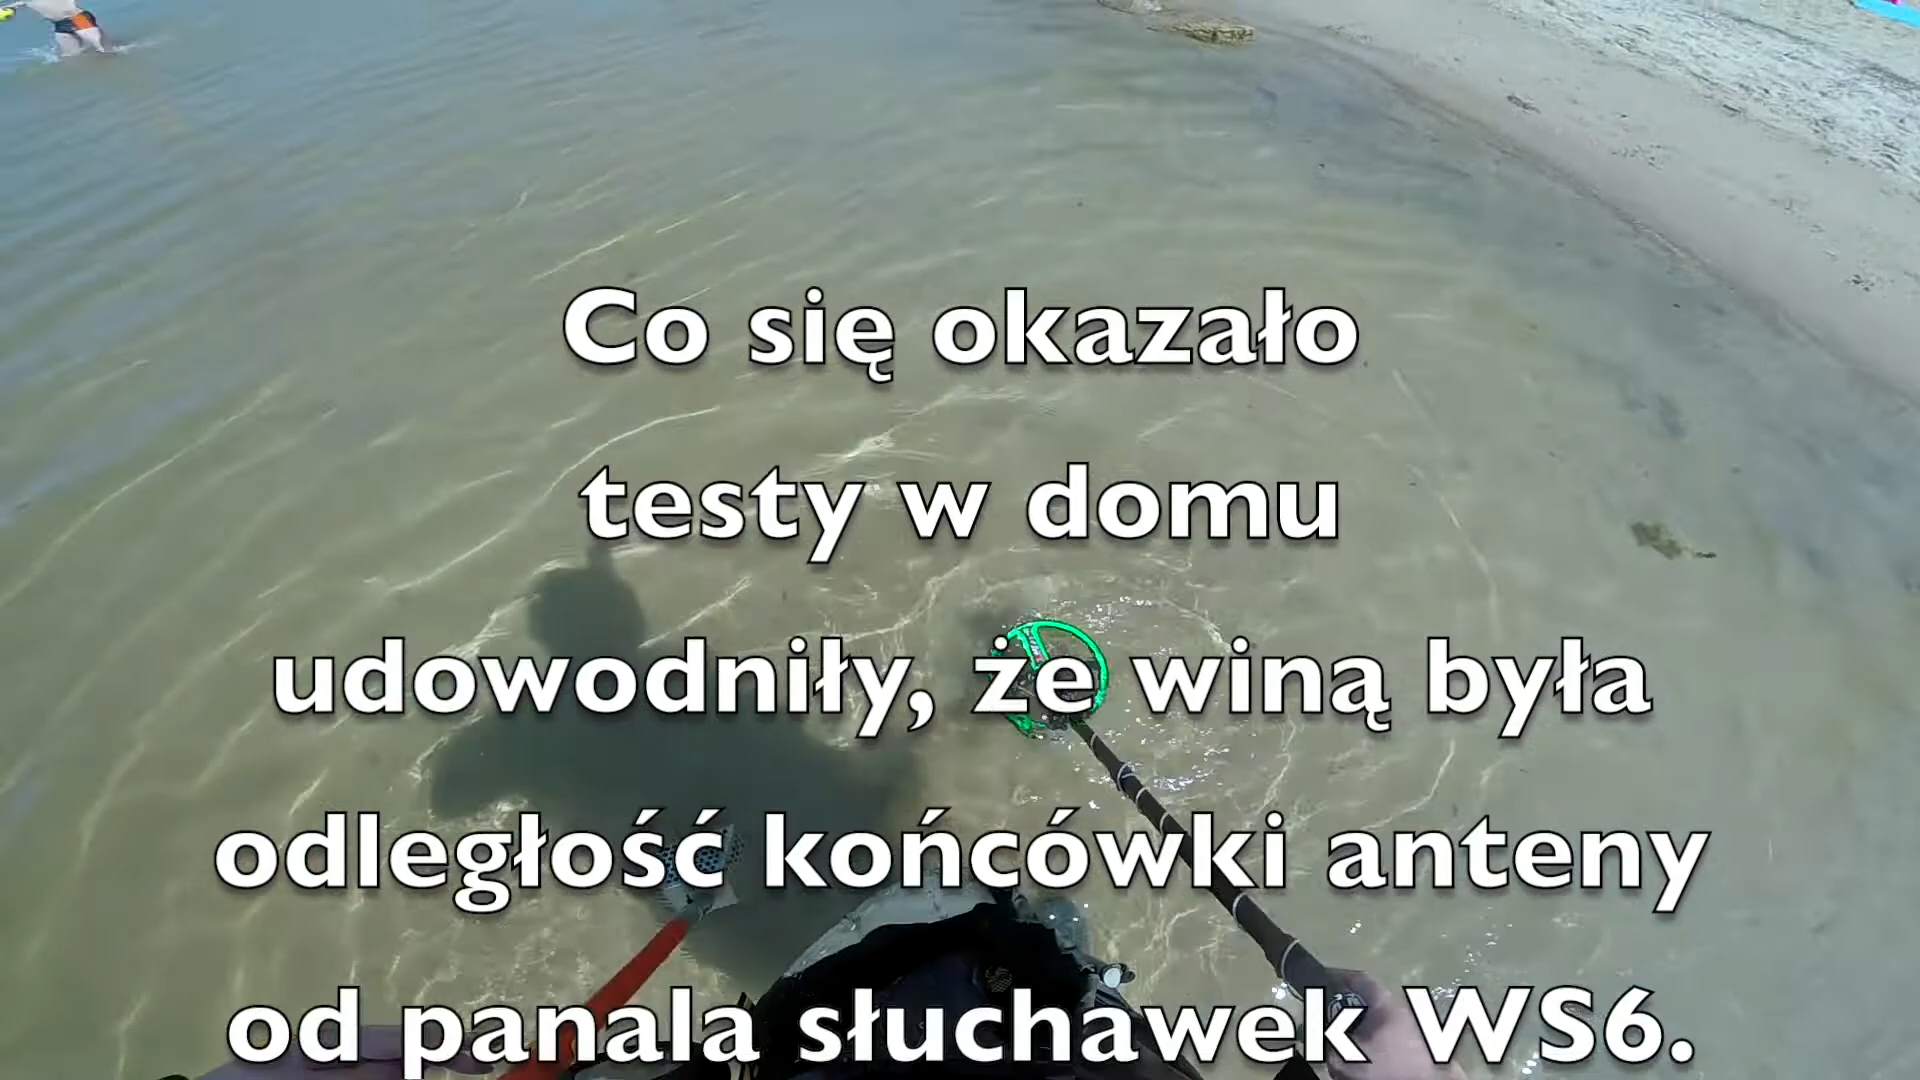 Co się okazało
testy w domu
udowodniły, że winą była
odległość końcówki anteny
od panala słuchawek WS6.